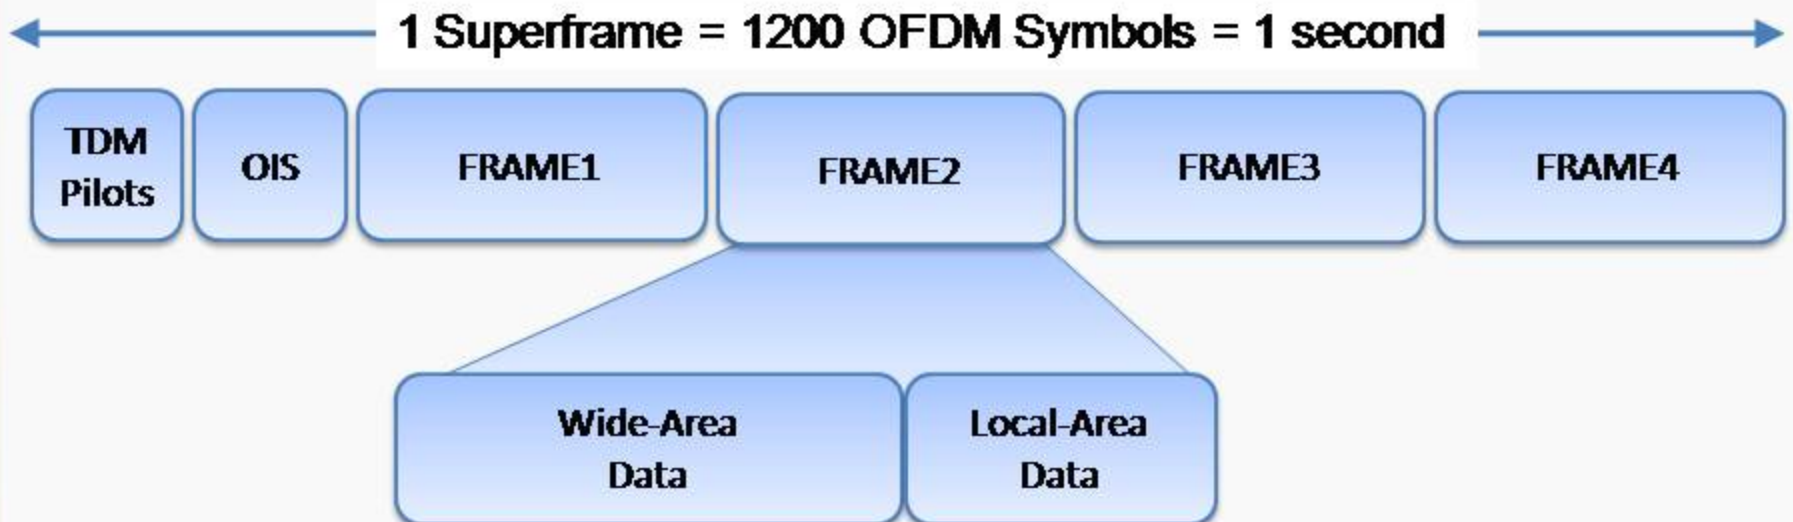 1 Superframe = 1200 OFDM Symbols = 1 second
TDM
Pilots
OIS
FRAME1
FRAME2
FRAME3
FRAME4
Wide-Area
Data
Local-Area
Data